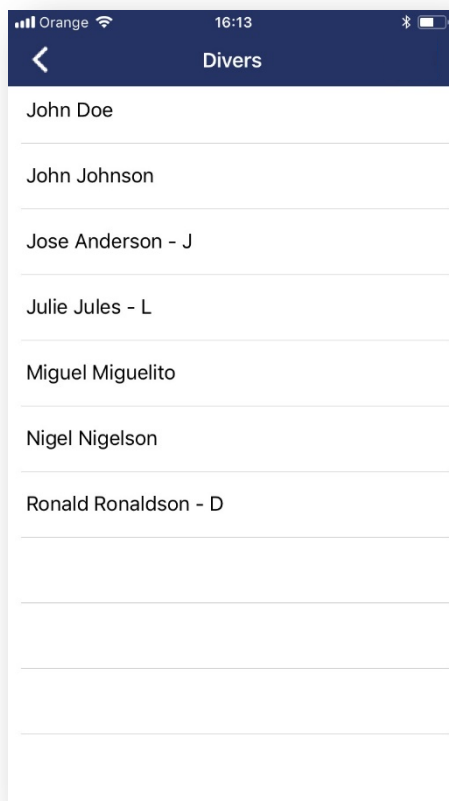 Orange 16:13
Divers
John Doe
John Johnson
Jose Anderson - J
Julie Jules - L
Miguel Miguelito
Nigel Nigelson
Ronald Ronaldson - D